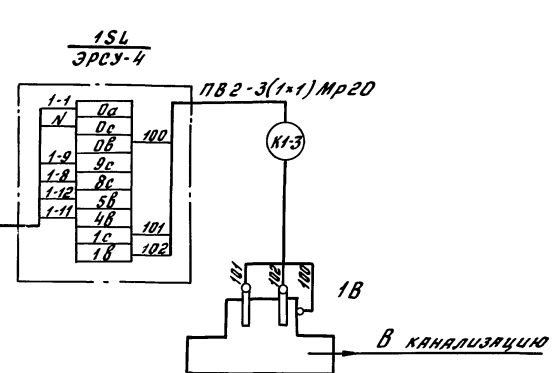 1SL
ЭРСУ-4
ПВ2-3(1×1)Мр20
1-1
0а
N
0с
0в
100
К1-3
1-9
9с
1-8
8с
1-12
5в
1-11
4в
1с
101
1в
102
101
102
100
1В
В канализацию